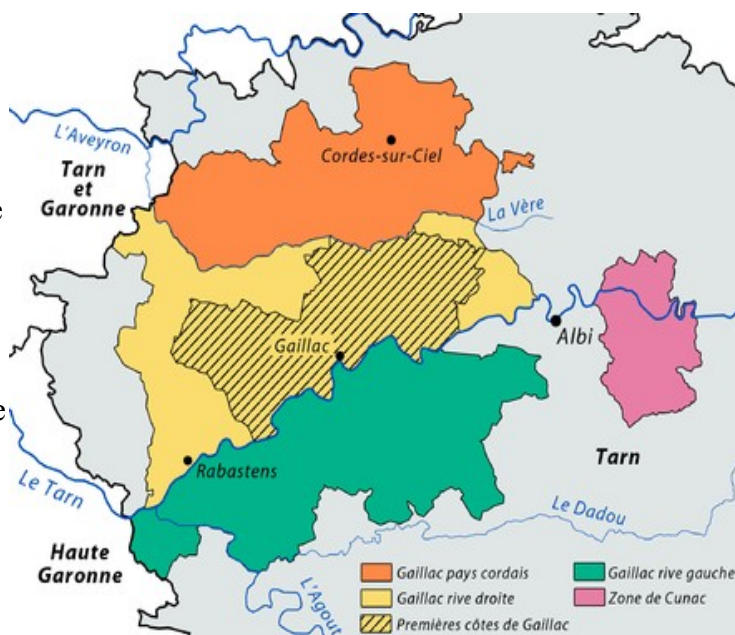 L'Aveyron
Tarn
et
Garonne
Cordes-sur-Ciel
La Vère
e
Gaillac
Albi
e
Rabastens
Tarn
Le Tarn
Le Dadou
Haute
Garonne
L'Agout
Gaillac pays cordais
Gaillac rive gauche
Gaillac rive droite
Zone de Cunac
Premières côtes de Gaillac